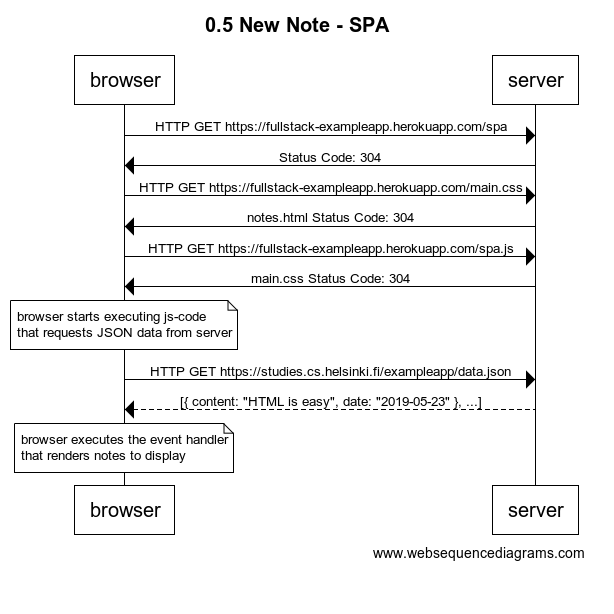 0.5 New Note - SPA
browser
server
HTTP GET https://fullstack-exampleapp.herokuapp.com/spa
Status Code: 304
HTTP GET https://fullstack-exampleapp.herokuapp.com/main.css
notes.html Status Code: 304
HTTP GET https://fullstack-exampleapp.herokuapp.com/spa.js
main.css Status Code: 304
browser starts executing js-code
that requests JSON data from server
HTTP GET https://studies.cs.helsinki.fi/exampleapp/data.json
[{ content: "HTML is easy", date: "2019-05-23" }, ...]
browser executes the event handler
that renders notes to display
browser
server
www.websequencediagrams.com